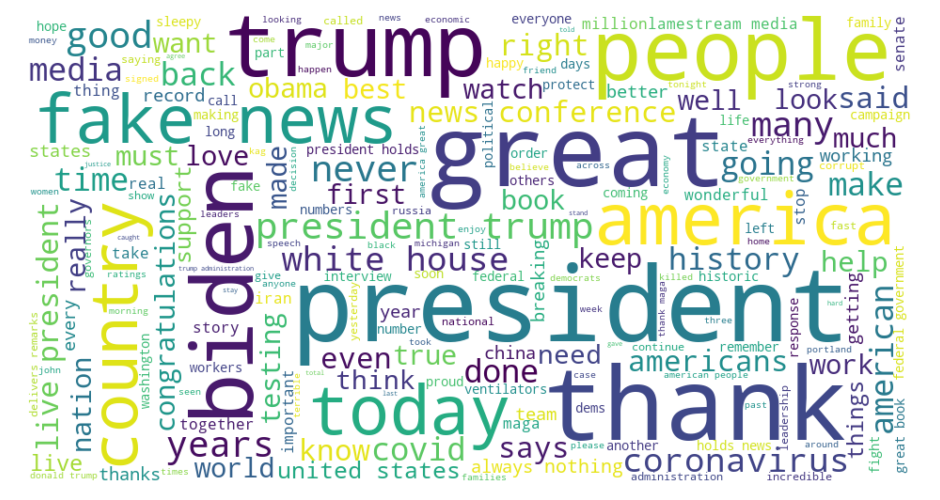 hope
sleepy
looking
news
economic
everyone
told
millionlamestream media
family
money
good
want
saying
called
come
part
major
trump
right
people
senate
agree
signed
happen
friend
happy
days
tonight
strong
media
back
obama best
watch
protect
better
campaign
thing
record
call
making
fake news
long
news conference
well
look
said
political
life
everything
many
much
great
states
must
love
president holds
made
decision
never
america great
order
believe
across
state
going
working
corrupt
justice
bag
women
time
real
show
fake
first
others
economy
government
coming
wonderful
stop
make
fast
leaders
numbers
russia
book
america
support
president trump
enjoy
stand
left
home
live president
country
really
governors
caught
take
ratings
congratulations
biden
speech
black
michigan
still
white house
keep
history
help
trump administration
give
anyone
interview
soon
federal
breaking
democrats
killed
historic
thank maga
every
morning
stay
iran
yesterday
year
number
took
national
president
week
three
hard
response
getting
american
federal government
delivers remarks
john
nation
washington
story
workers
testing
important
terrible
even
true
china
done
need
continue
remember
portland
americans
work
seen
together
total
last
think
proud
ventilators
case
gave
american people
thank
past
leadership
things
fight
great book
today
team
dems
maga
years
know
covid
says
please
another
holds news
around
coronavirus
live
donald trump
thanks
times
world
united states
families
always nothing
administration
incredible